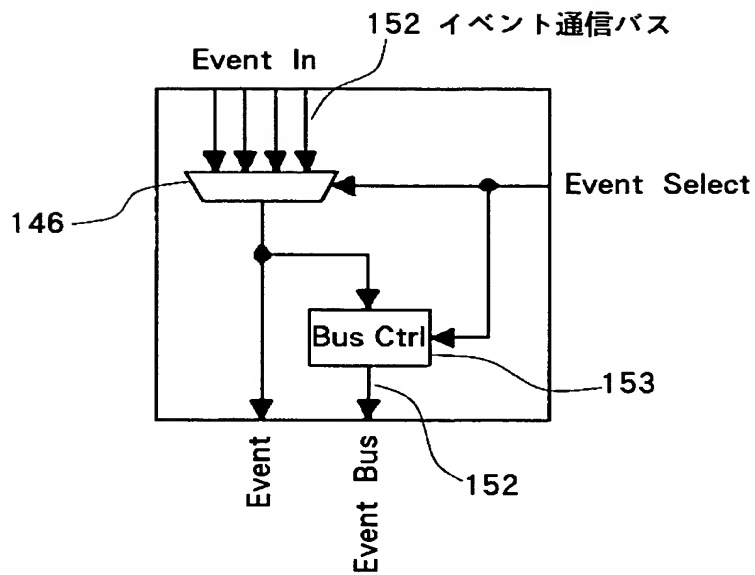 152 イベント通信バス
Event In
Event Select
146
Bus Ctrl
153
152
Event
Event Bus